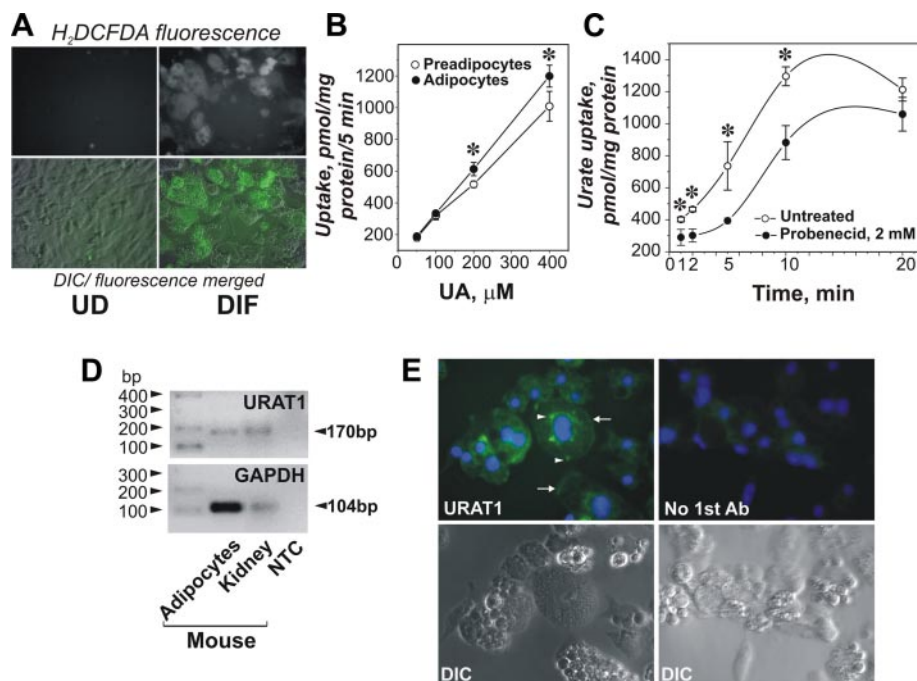 A
H₂DCFDA fluorescence
DIC/ fluorescence merged
UD DIF
B
Uptake, pmol/mg
protein/5 min
1200
1000
800
600
400
200
Preadipocytes
Adipocytes
*
*
0 100 200 300 400
UA, μM
C
Urate uptake,
pmol/mg protein
1400
1200
1000
800
600
400
200
*
*
*
*
Untreated
Probenecid, 2 mM
0 1 2 5 10 20
Time, min
D
bp
400
300
200
100
URAT1
170bp
300
200
100
GAPDH
104bp
Adipocytes
Kidney
NTC
Mouse
E
URAT1
No 1st Ab
DIC
DIC